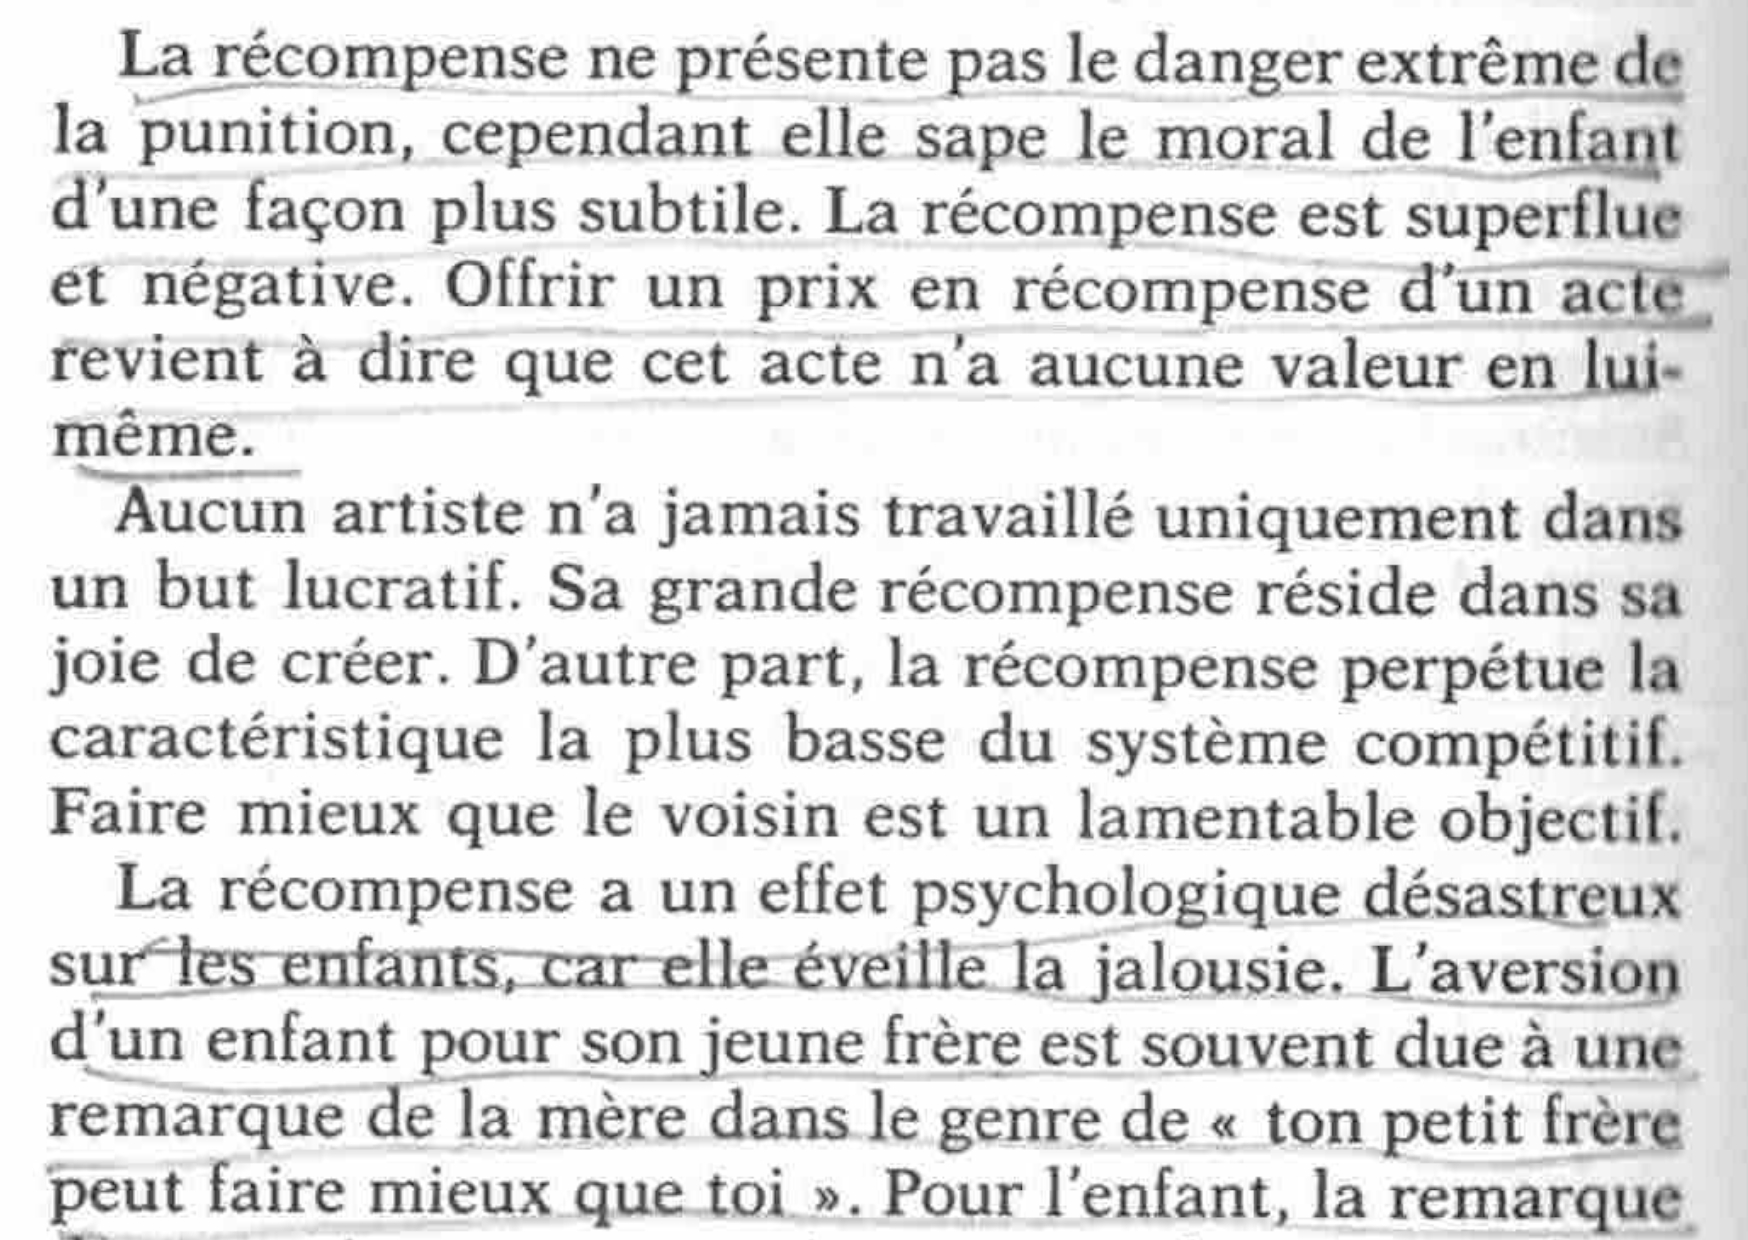 La récompense ne présente pas le danger extrême de
la punition, cependant elle sape le moral de l'enfant
d'une façon plus subtile. La récompense est superflue
et négative. Offrir un prix en récompense d'un acte
revient à dire que cet acte n'a aucune valeur en lui-
même.
Aucun artiste n'a jamais travaillé uniquement dans
un but lucratif. Sa grande récompense réside dans sa
joie de créer. D'autre part, la récompense perpétue la
caractéristique la plus basse du système compétitif.
Faire mieux que le voisin est un lamentable objectif.
La récompense a un effet psychologique désastreux
sur les enfants, car elle éveille la jalousie. L'aversion
d'un enfant pour son jeune frère est souvent due à une
remarque de la mère dans le genre de « ton petit frère
peut faire mieux que toi ». Pour l'enfant, la remarque